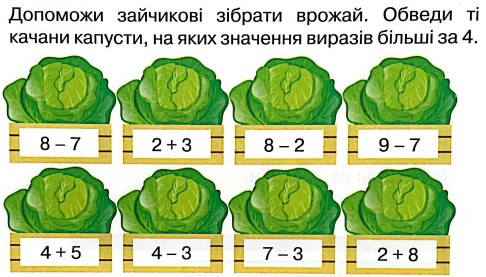 Допоможи зайчикові зібрати врожай. Обведи ті
качани капусти, на яких значення виразів більші за 4.
8 – 7 2 + 3 8 – 2 9 – 7
4 + 5 4 – 3 7 – 3 2 + 8